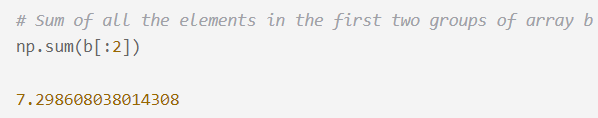 # Sum of all the elements in the first two groups of array b
np.sum(b[:2])
7.298608038014308